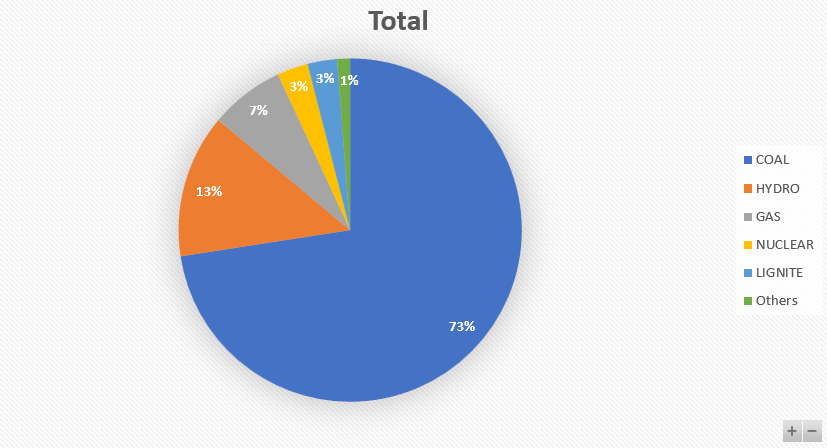 Total
3%
3%
1%
7%
13%
73%
COAL
HYDRO
GAS
NUCLEAR
LIGNITE
Others
+ −